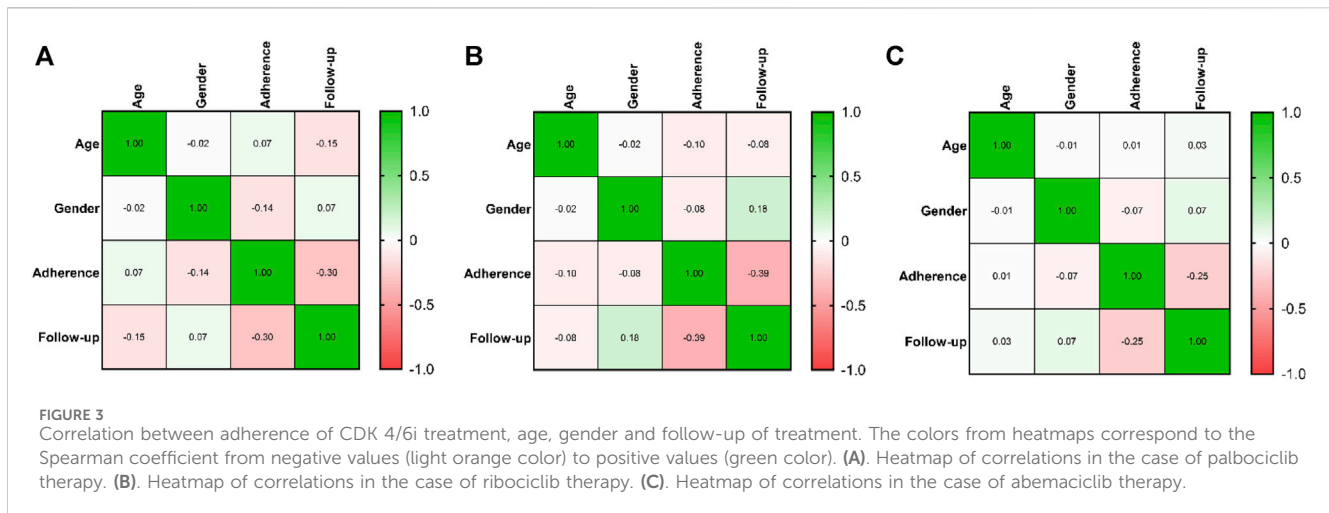 A
Age Gender Adherence Follow-up
Age 1.00 -0.02 0.07 -0.15
Gender -0.02 1.00 -0.14 0.07
Adherence 0.07 -0.14 1.00 -0.30
Follow-up -0.15 0.07 -0.30 1.00
1.0
0.5
0
-0.5
-1.0
B
Age Gender Adherence Follow-up
Age 1.00 -0.02 -0.10 -0.08
Gender -0.02 1.00 -0.08 0.18
Adherence -0.10 -0.08 1.00 -0.39
Follow-up -0.08 0.18 -0.39 1.00
1.0
0.5
0
-0.5
-1.0
C
Age Gender Adherence Follow-up
Age 1.00 -0.01 0.01 0.03
Gender -0.01 1.00 -0.07 0.07
Adherence 0.01 -0.07 1.00 -0.25
Follow-up 0.03 0.07 -0.25 1.00
1.0
0.5
0
-0.5
-1.0
FIGURE 3
Correlation between adherence of CDK 4/6i treatment, age, gender and follow-up of treatment. The colors from heatmaps correspond to the
Spearman coefficient from negative values (light orange color) to positive values (green color). (A). Heatmap of correlations in the case of palbociclib
therapy. (B). Heatmap of correlations in the case of ribociclib therapy. (C). Heatmap of correlations in the case of abemaciclib therapy.